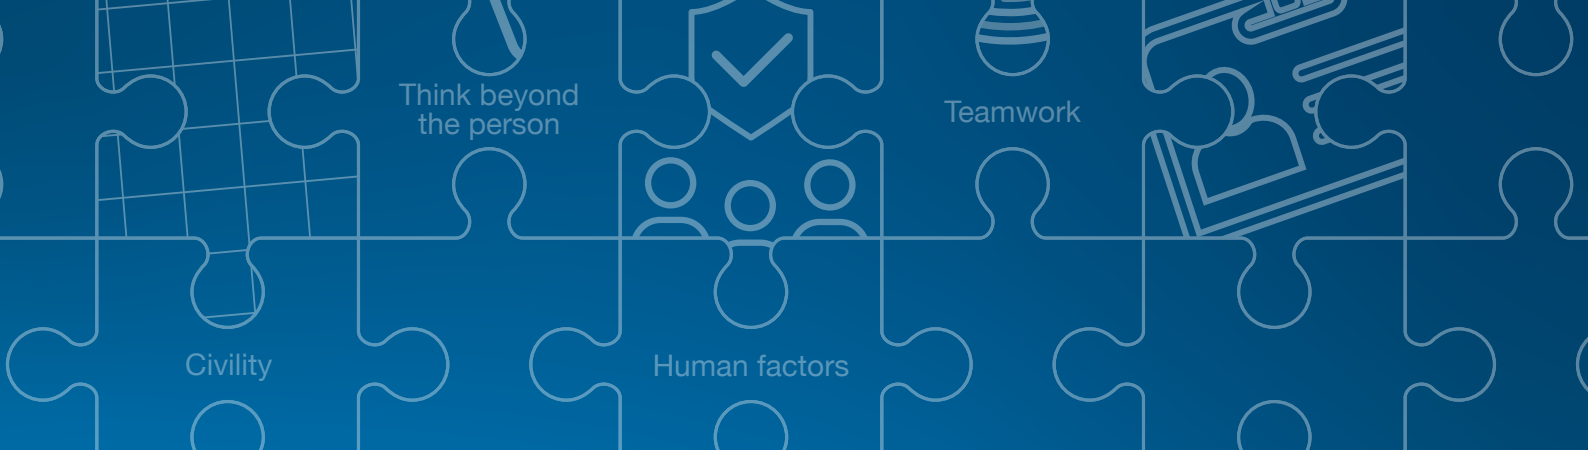 Think beyond
the person
Teamwork
Civility
Human factors